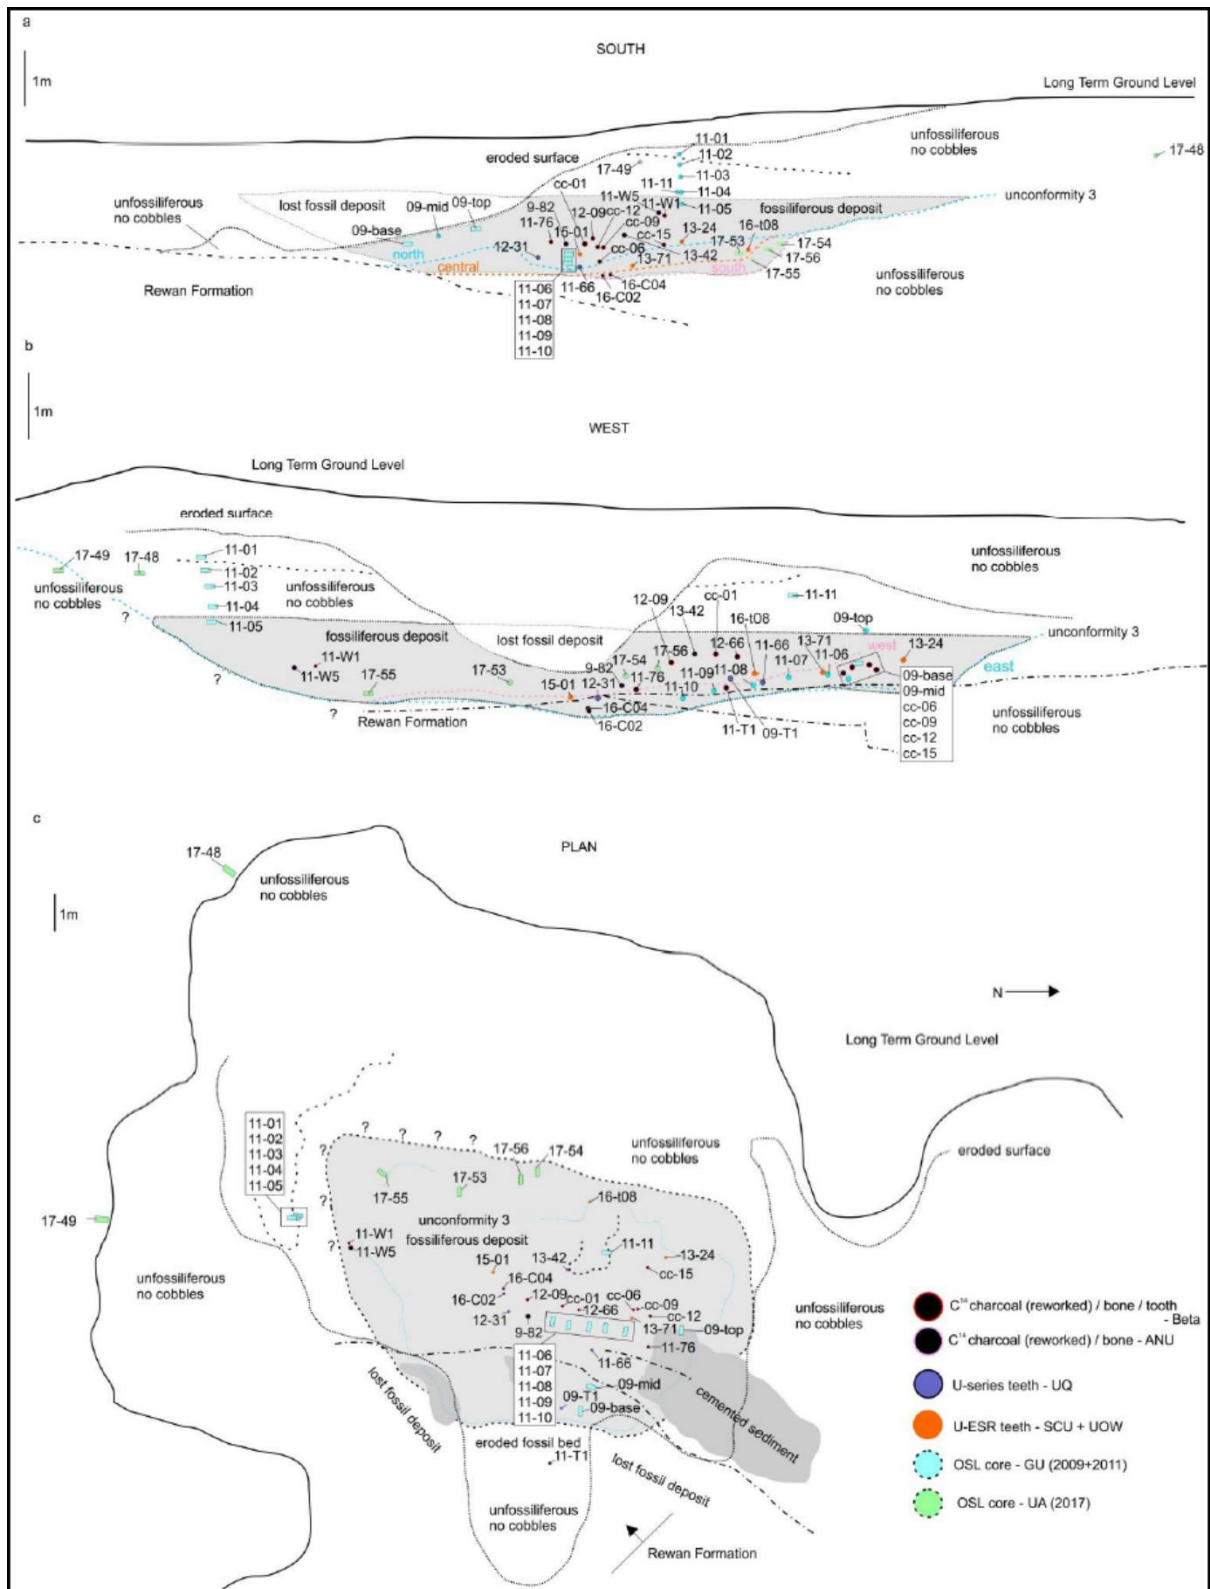 a
SOUTH
1m
Long Term Ground Level
unfossiliferous
no cobbles
11-01
11-02
17-48
eroded surface
17-49
11-03
cc-01
11-11
11-04
unfossiliferous
no cobbles
lost fossil deposit
09-mid
09-top
11-W5
11-W1
11-05
unconformity 3
9-82
12-09
cc-12
fossiliferous deposit
11-76
15-01
cc-09
cc-15
13-24
16-t08
09-base
north
12-31
cc-06
13-42
17-53
17-54
central
13-71
south
17-56
17-55
unfossiliferous
no cobbles
Rewan Formation
11-66
16-C04
16-C02
11-06
11-07
11-08
11-09
11-10
b
1m
WEST
Long Term Ground Level
eroded surface
11-01
unfossiliferous
no cobbles
17-49
17-48
11-02
unfossiliferous
no cobbles
11-03
unfossiliferous
no cobbles
11-04
11-11
?
11-05
12-09
13-42
cc-01
16-t08
09-top
fossiliferous deposit
lost fossil deposit
17-56
12-66
11-66
13-71
west
13-24
unconformity 3
11-W1
11-W5
17-53
9-82
17-54
11-76
11-09
11-08
11-07
11-06
east
?
17-55
15-01
12-31
11-10
09-base
09-mid
cc-06
cc-09
cc-12
cc-15
?
Rewan Formation
16-C04
16-C02
11-T1
09-T1
unfossiliferous
no cobbles
c
PLAN
17-48
unfossiliferous
no cobbles
1m
N
Long Term Ground Level
11-01
11-02
11-03
11-04
11-05
?
?
?
?
?
17-56
17-54
unfossiliferous
no cobbles
eroded surface
17-55
17-53
?
16-t08
17-49
unconformity 3
fossiliferous deposit
?
11-W1
11-W5
11-11
13-42
13-24
15-01
cc-15
unfossiliferous
no cobbles
16-C04
16-C02
12-09
cc-01
cc-06
cc-09
12-66
cc-12
12-31
9-82
13-71
09-top
unfossiliferous
no cobbles
11-76
11-66
11-06
11-07
11-08
11-09
11-10
09-mid
09-T1
09-base
cemented sediment
lost fossil deposit
eroded fossil bed
11-T1
lost fossil deposit
unfossiliferous
no cobbles
Rewan Formation
C¹⁴ charcoal (reworked) / bone / tooth
- Beta
C¹⁴ charcoal (reworked) / bone - ANU
U-series teeth - UQ
U-ESR teeth - SCU + UOW
OSL core - GU (2009+2011)
OSL core - UA (2017)